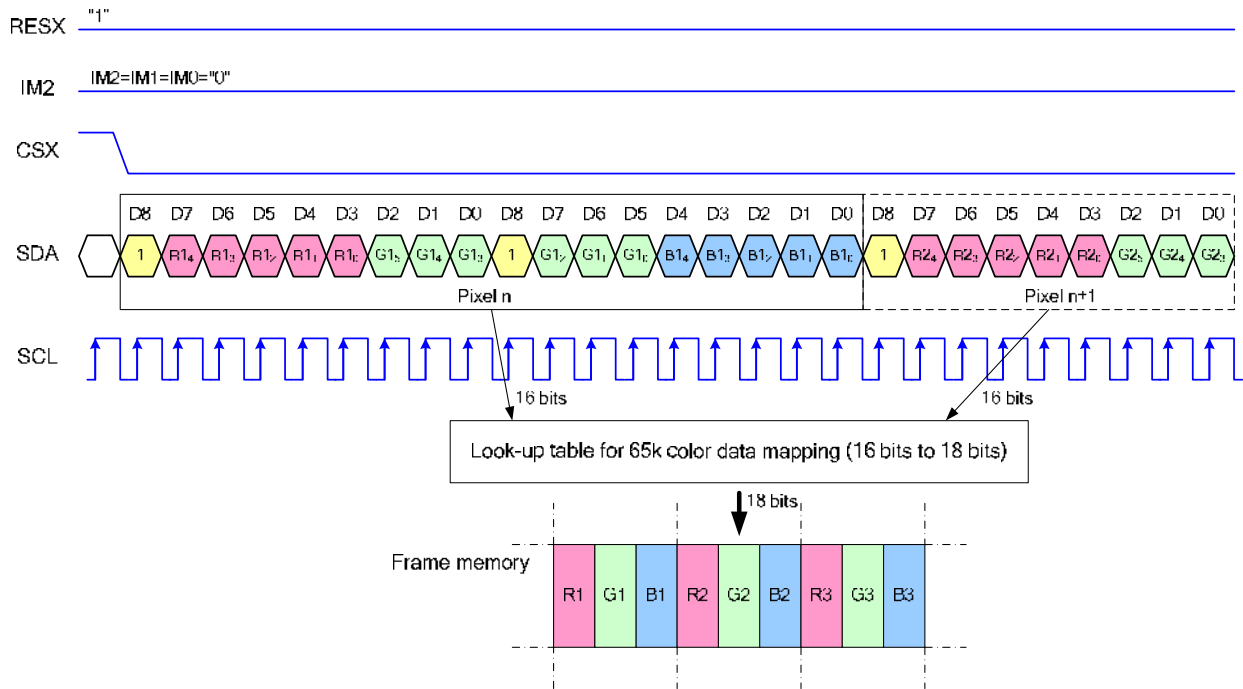 RESX "1"
IM2 IM2=IM1=IM0="0"
CSX
D8 D7 D6 D5 D4 D3 D2 D1 D0 D8 D7 D6 D5 D4 D3 D2 D1 D0 D8 D7 D6 D5 D4 D3 D2 D1 D0
SDA 1 R1₄ R1₃ R1₂ R1₁ R1₀ G1₅ G1₄ G1₃ 1 G1₂ G1₁ G1₀ B1₄ B1₃ B1₂ B1₁ B1₀ 1 R2₄ R2₃ R2₂ R2₁ R2₀ G2₅ G2₄ G2₃
Pixel n Pixel n+1
SCL
16 bits 16 bits
Look-up table for 65k color data mapping (16 bits to 18 bits)
18 bits
Frame memory
R1 G1 B1 R2 G2 B2 R3 G3 B3